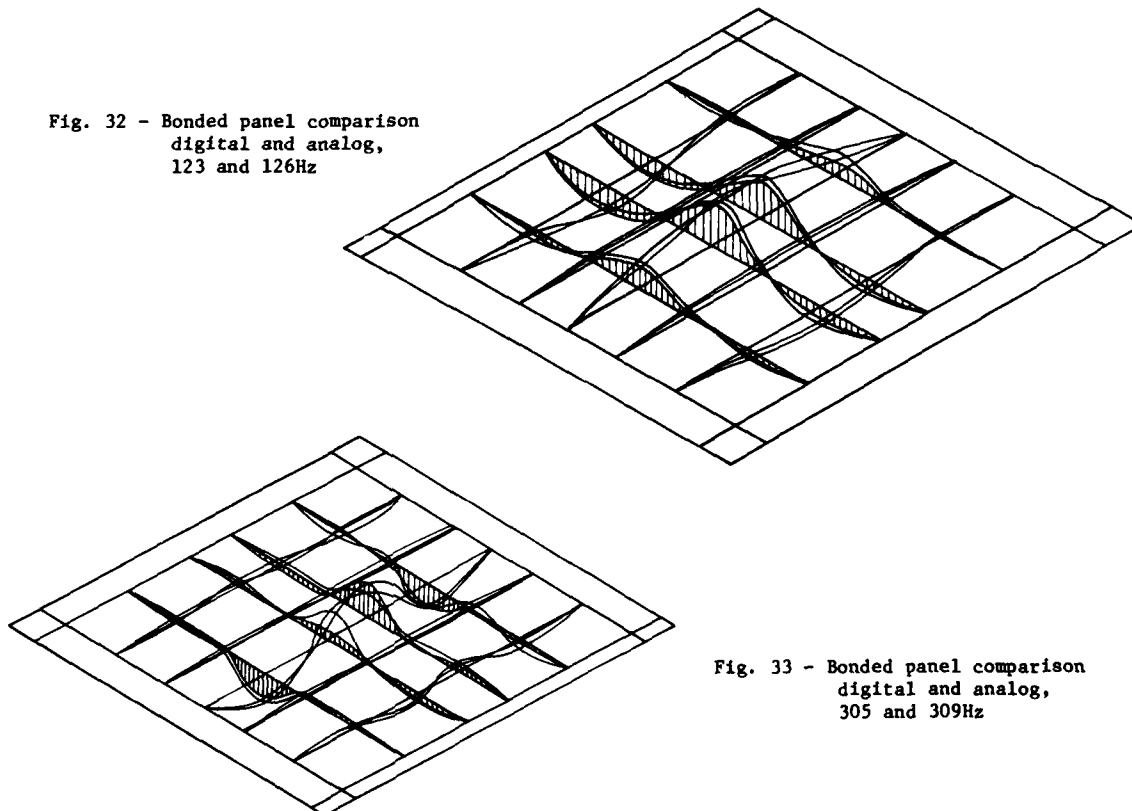 Fig. 32 - Bonded panel comparison
digital and analog,
123 and 126Hz
Fig. 33 - Bonded panel comparison
digital and analog,
305 and 309Hz